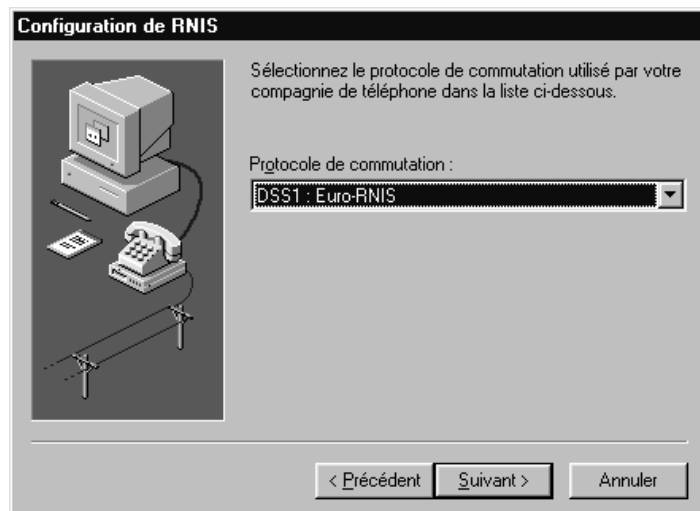 Configuration de RNIS
Sélectionnez le protocole de commutation utilisé par votre
compagnie de téléphone dans la liste ci-dessous.
Protocole de commutation :
DSS1 : Euro-RNIS
< Précédent
Suivant >
Annuler